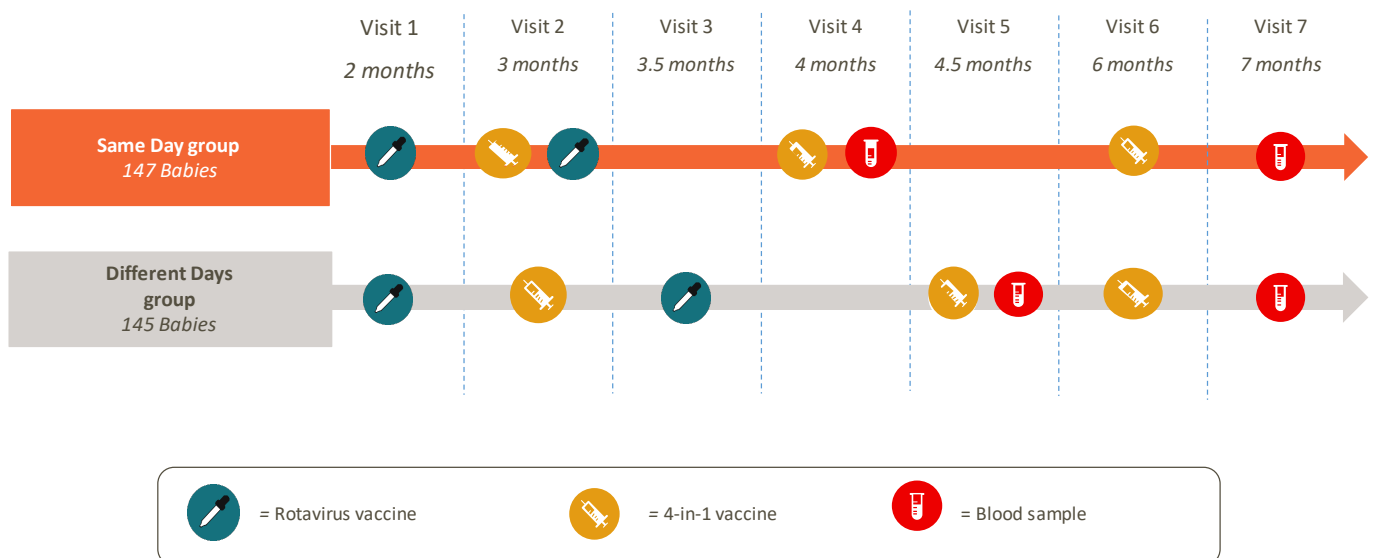 Visit 1
Visit 2
Visit 3
Visit 4
Visit 5
Visit 6
Visit 7
2 months
3 months
3.5 months
4 months
4.5 months
6 months
7 months
Same Day group
147 Babies
Different Days
group
145 Babies
= Rotavirus vaccine
= 4-in-1 vaccine
= Blood sample